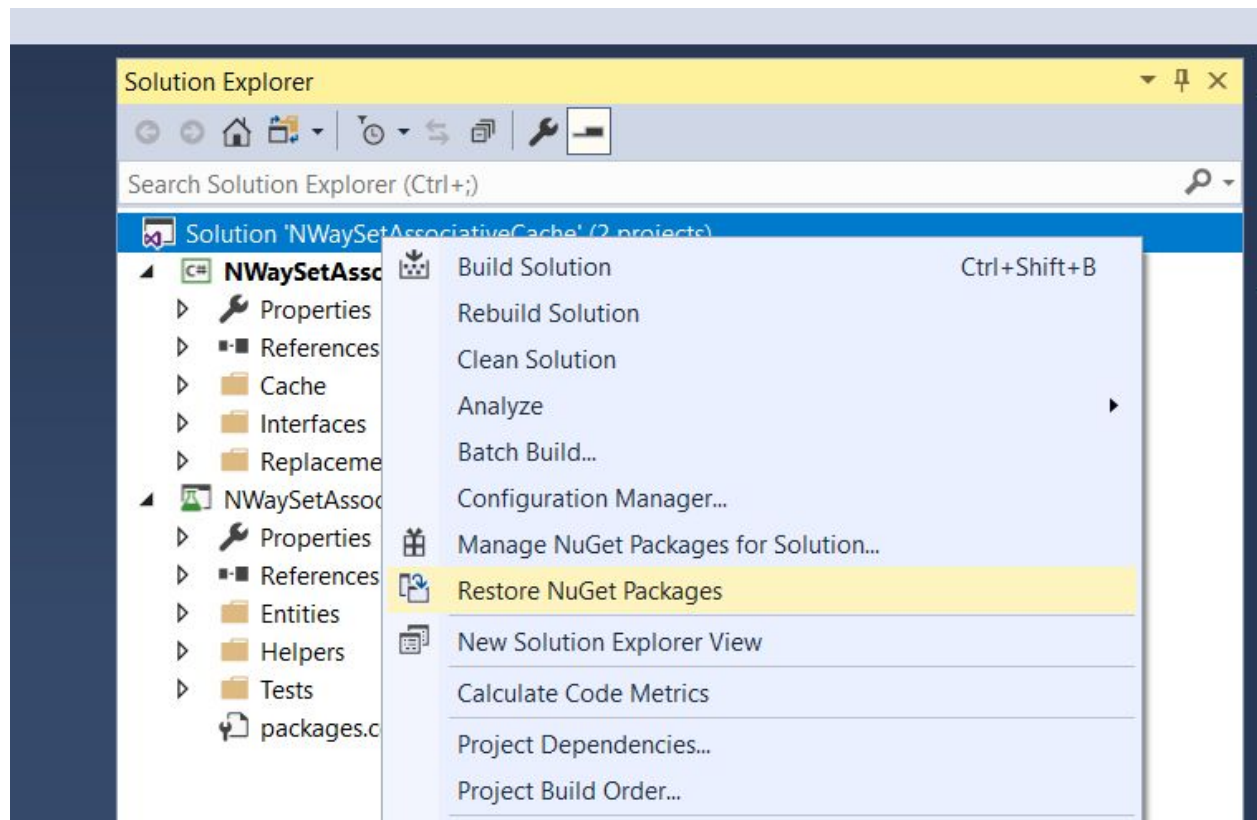 Solution Explorer
Search Solution Explorer (Ctrl+;)
Solution 'NWaySetAssociativeCache' (2 projects)
C# NWaySetAssoc
Build Solution Ctrl+Shift+B
Properties
Rebuild Solution
References
Clean Solution
Cache
Analyze
Interfaces
Batch Build...
Replaceme
Configuration Manager...
NWaySetAssoc
Properties
Manage NuGet Packages for Solution...
References
Restore NuGet Packages
Entities
New Solution Explorer View
Helpers
Tests
Calculate Code Metrics
packages.c
Project Dependencies...
Project Build Order...